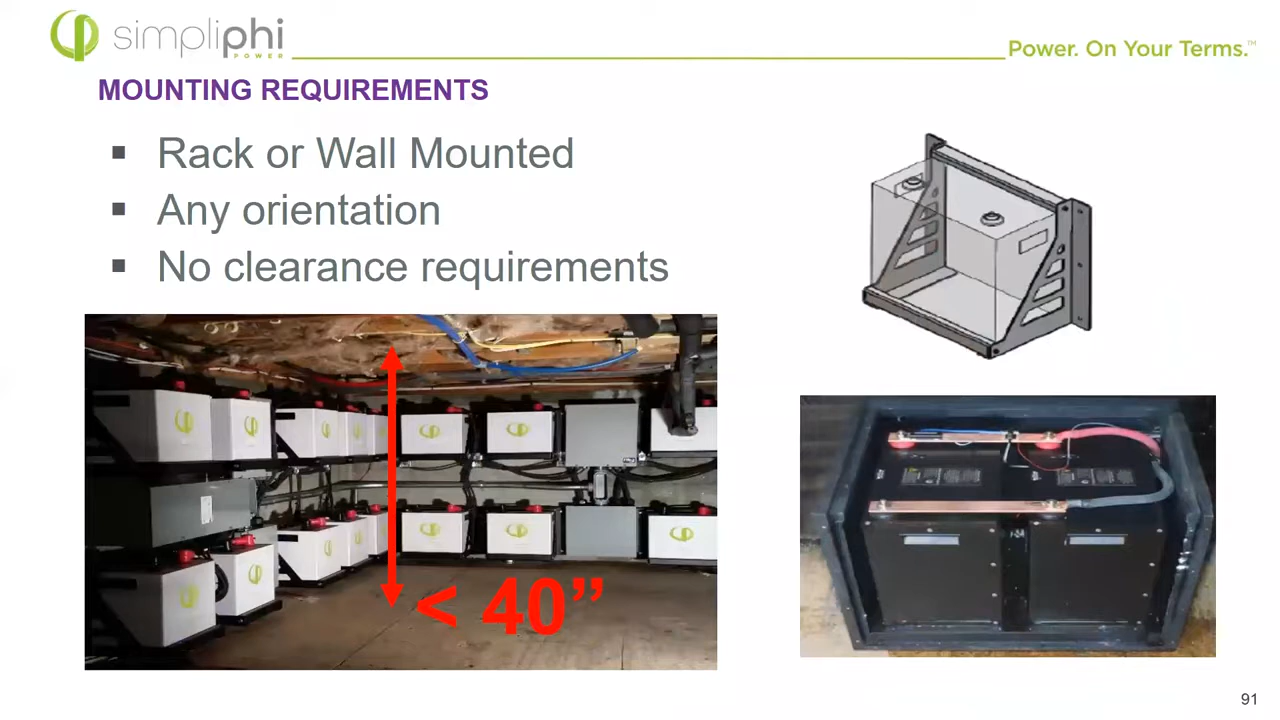 simpliphi
POWER
Power. On Your Terms.™
MOUNTING REQUIREMENTS
▪ Rack or Wall Mounted
▪ Any orientation
▪ No clearance requirements
< 40”
91